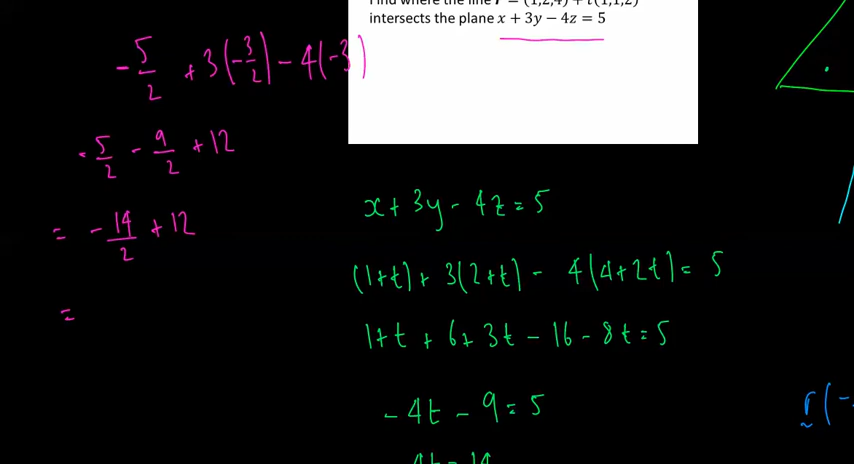 Find where the line r = (1,2,4) + t(1,1,2)
intersects the plane x + 3y − 4z = 5
-5/2 + 3(-3/2) - 4(-3)
-5/2 - 9/2 + 12
= -14/2 + 12
=
x + 3y - 4z = 5
(1+t) + 3(2+t) - 4(4+2t) = 5
1+t + 6 + 3t - 16 - 8t = 5
-4t - 9 = 5
4t = 14
r(-